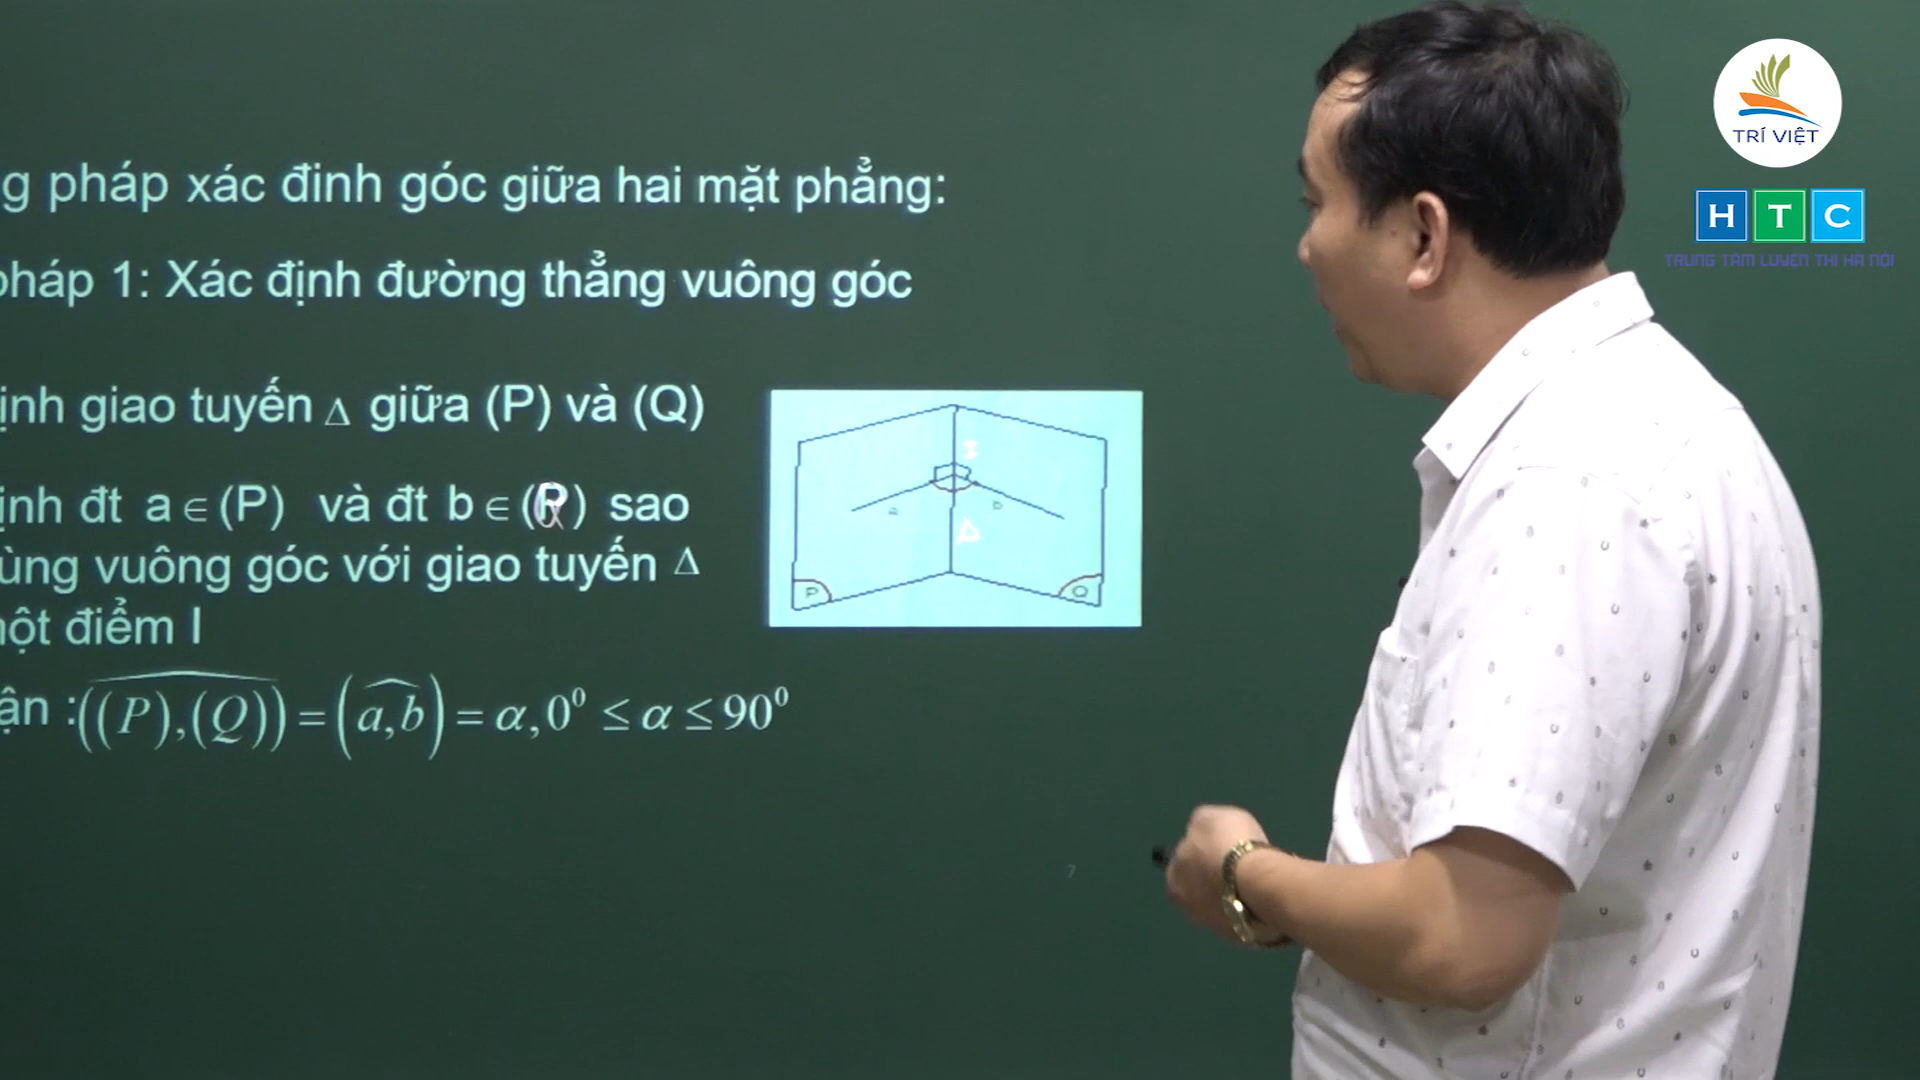 g pháp xác đinh góc giữa hai mặt phẳng:
pháp 1: Xác định đường thẳng vuông góc
ịnh giao tuyến Δ giữa (P) và (Q)
ịnh đt a ∈ (P) và đt b ∈ (Q) sao
ùng vuông góc với giao tuyến Δ
một điểm I
ận : ((P),(Q)) = (a,b) = α, 0⁰ ≤ α ≤ 90⁰
I
a
b
Δ
P
Q
7
TRÍ VIỆT
H T C
TRUNG TÂM LUYỆN THI HÀ NỘI